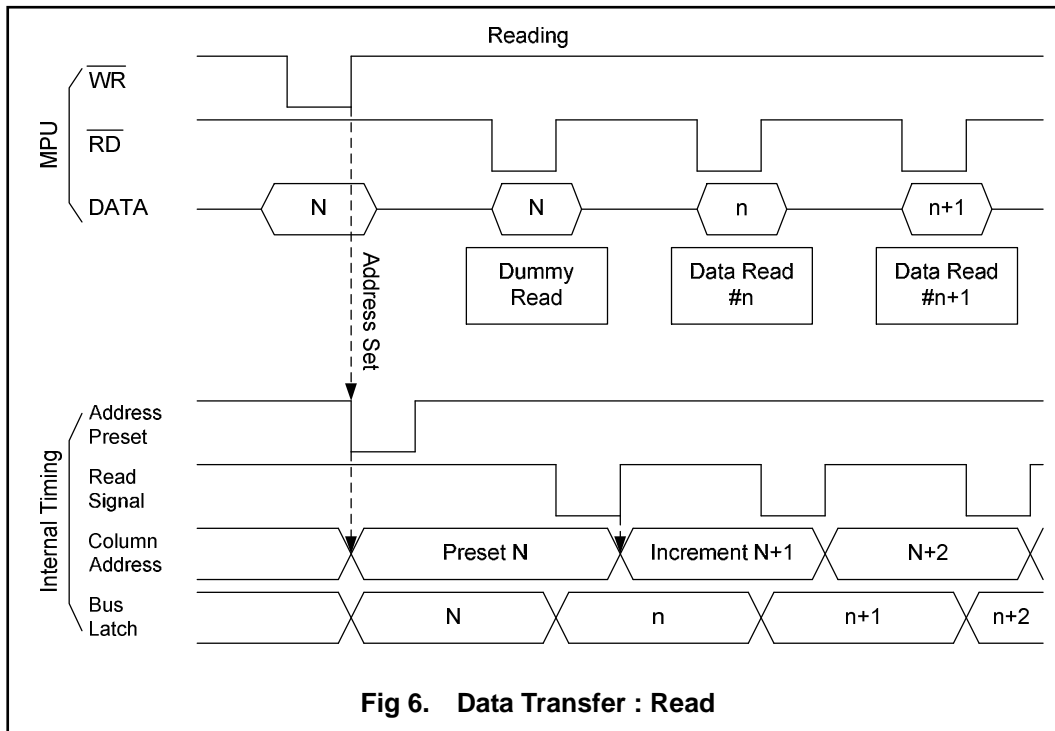 Reading
MPU
WR
RD
DATA
N
N
n
n+1
Dummy
Read
Data Read
#n
Data Read
#n+1
Address Set
Internal Timing
Address
Preset
Read
Signal
Column
Address
Preset N
Increment N+1
N+2
Bus
Latch
N
n
n+1
n+2
Fig 6. Data Transfer : Read